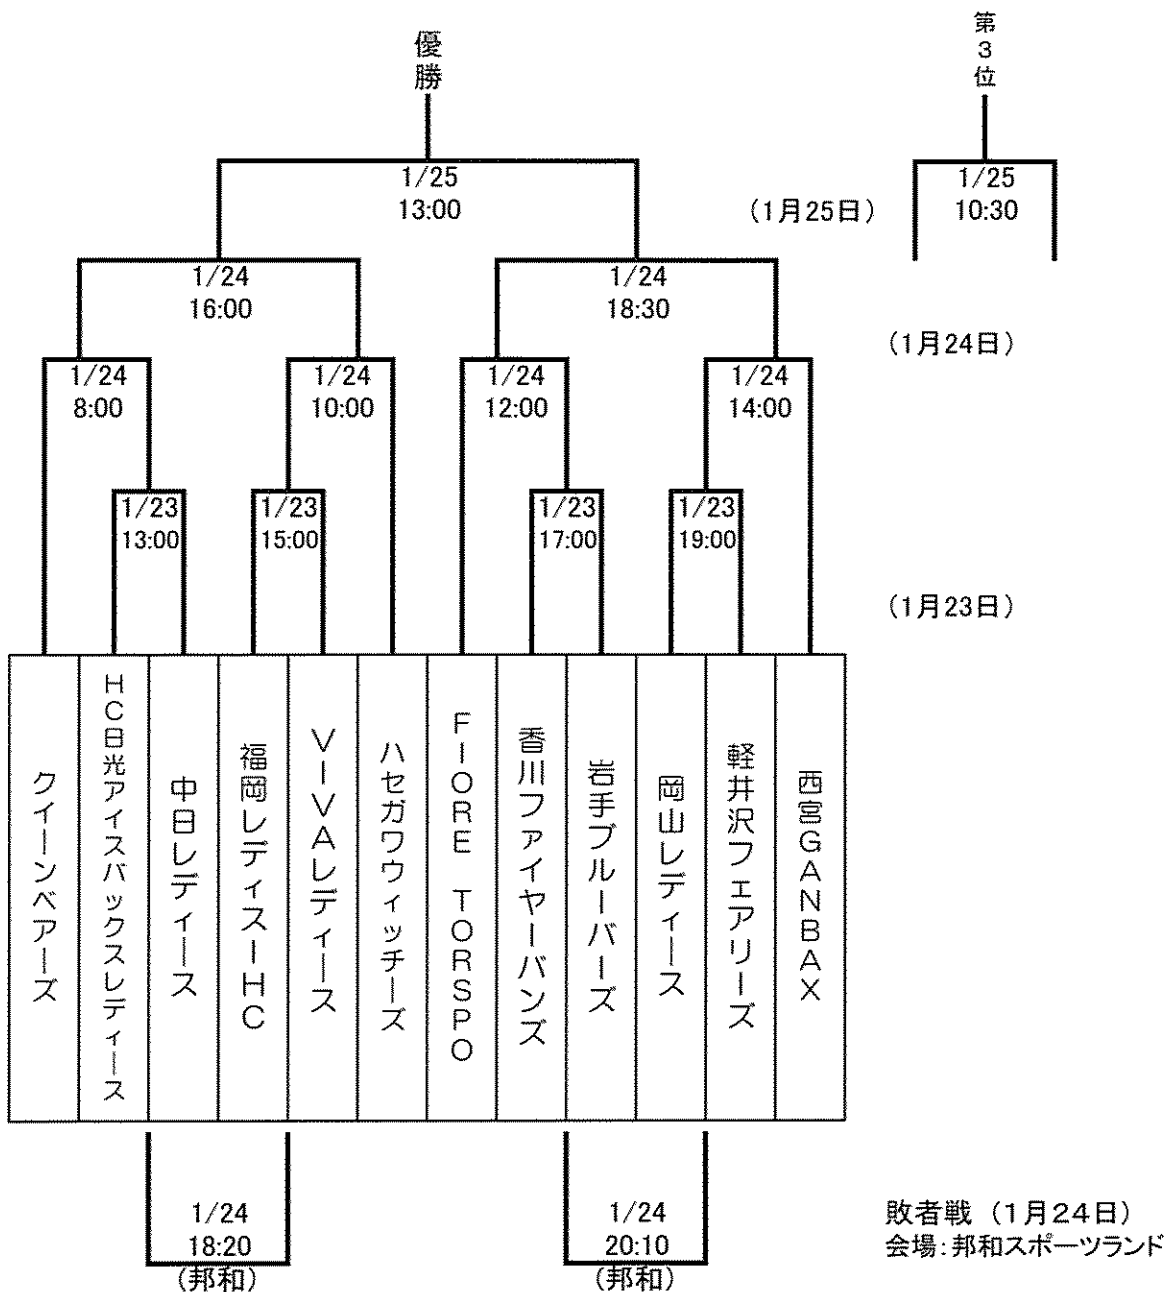 優勝
第3位
1/25
13:00
(1月25日)
1/25
10:30
1/24
16:00
1/24
18:30
(1月24日)
1/24
8:00
1/24
10:00
1/24
12:00
1/24
14:00
1/23
13:00
1/23
15:00
1/23
17:00
1/23
19:00
(1月23日)
クイーンベアーズ
HC日光アイスバックスレディース
中日レディース
福岡レディスIHC
VIVAレディース
ハセガワウィッチーズ
FIORE TORSPO
香川ファイヤーバンズ
岩手ブルーバーズ
岡山レディース
軽井沢フェアリーズ
西宮GANBAX
1/24
18:20
(邦和)
1/24
20:10
(邦和)
敗者戦 (1月24日)
会場:邦和スポーツランド